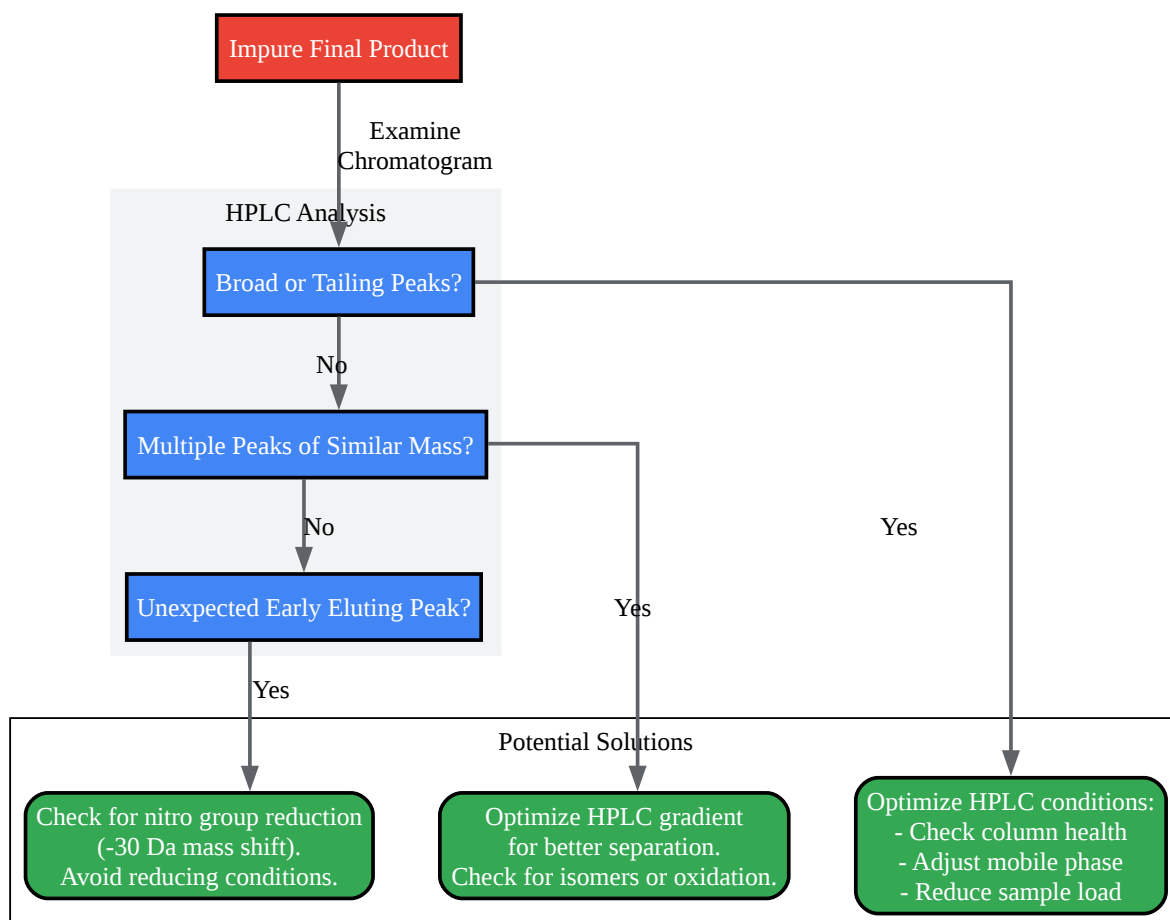 Impure Final Product
Examine
Chromatogram
HPLC Analysis
Broad or Tailing Peaks?
No
Multiple Peaks of Similar Mass?
No
Yes
Unexpected Early Eluting Peak?
Yes
Yes
Potential Solutions
Check for nitro group reduction
(-30 Da mass shift).
Avoid reducing conditions.
Optimize HPLC gradient
for better separation.
Check for isomers or oxidation.
Optimize HPLC conditions:
- Check column health
- Adjust mobile phase
- Reduce sample load